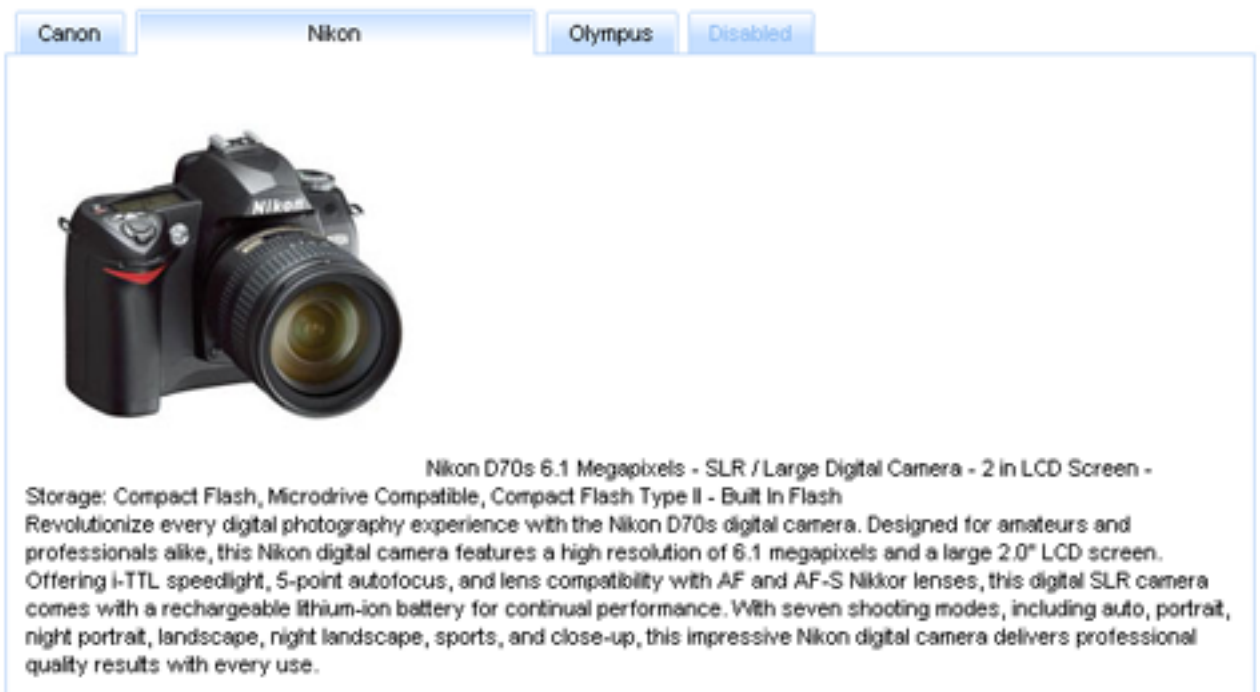 Canon
Nikon
Olympus
Disabled
Nikon
Nikon D70s 6.1 Megapixels - SLR / Large Digital Camera - 2 in LCD Screen -
Storage: Compact Flash, Microdrive Compatible, Compact Flash Type II - Built In Flash
Revolutionize every digital photography experience with the Nikon D70s digital camera. Designed for amateurs and
professionals alike, this Nikon digital camera features a high resolution of 6.1 megapixels and a large 2.0" LCD screen.
Offering i-TTL speedlight, 5-point autofocus, and lens compatibility with AF and AF-S Nikkor lenses, this digital SLR camera
comes with a rechargeable lithium-ion battery for continual performance. With seven shooting modes, including auto, portrait,
night portrait, landscape, night landscape, sports, and close-up, this impressive Nikon digital camera delivers professional
quality results with every use.